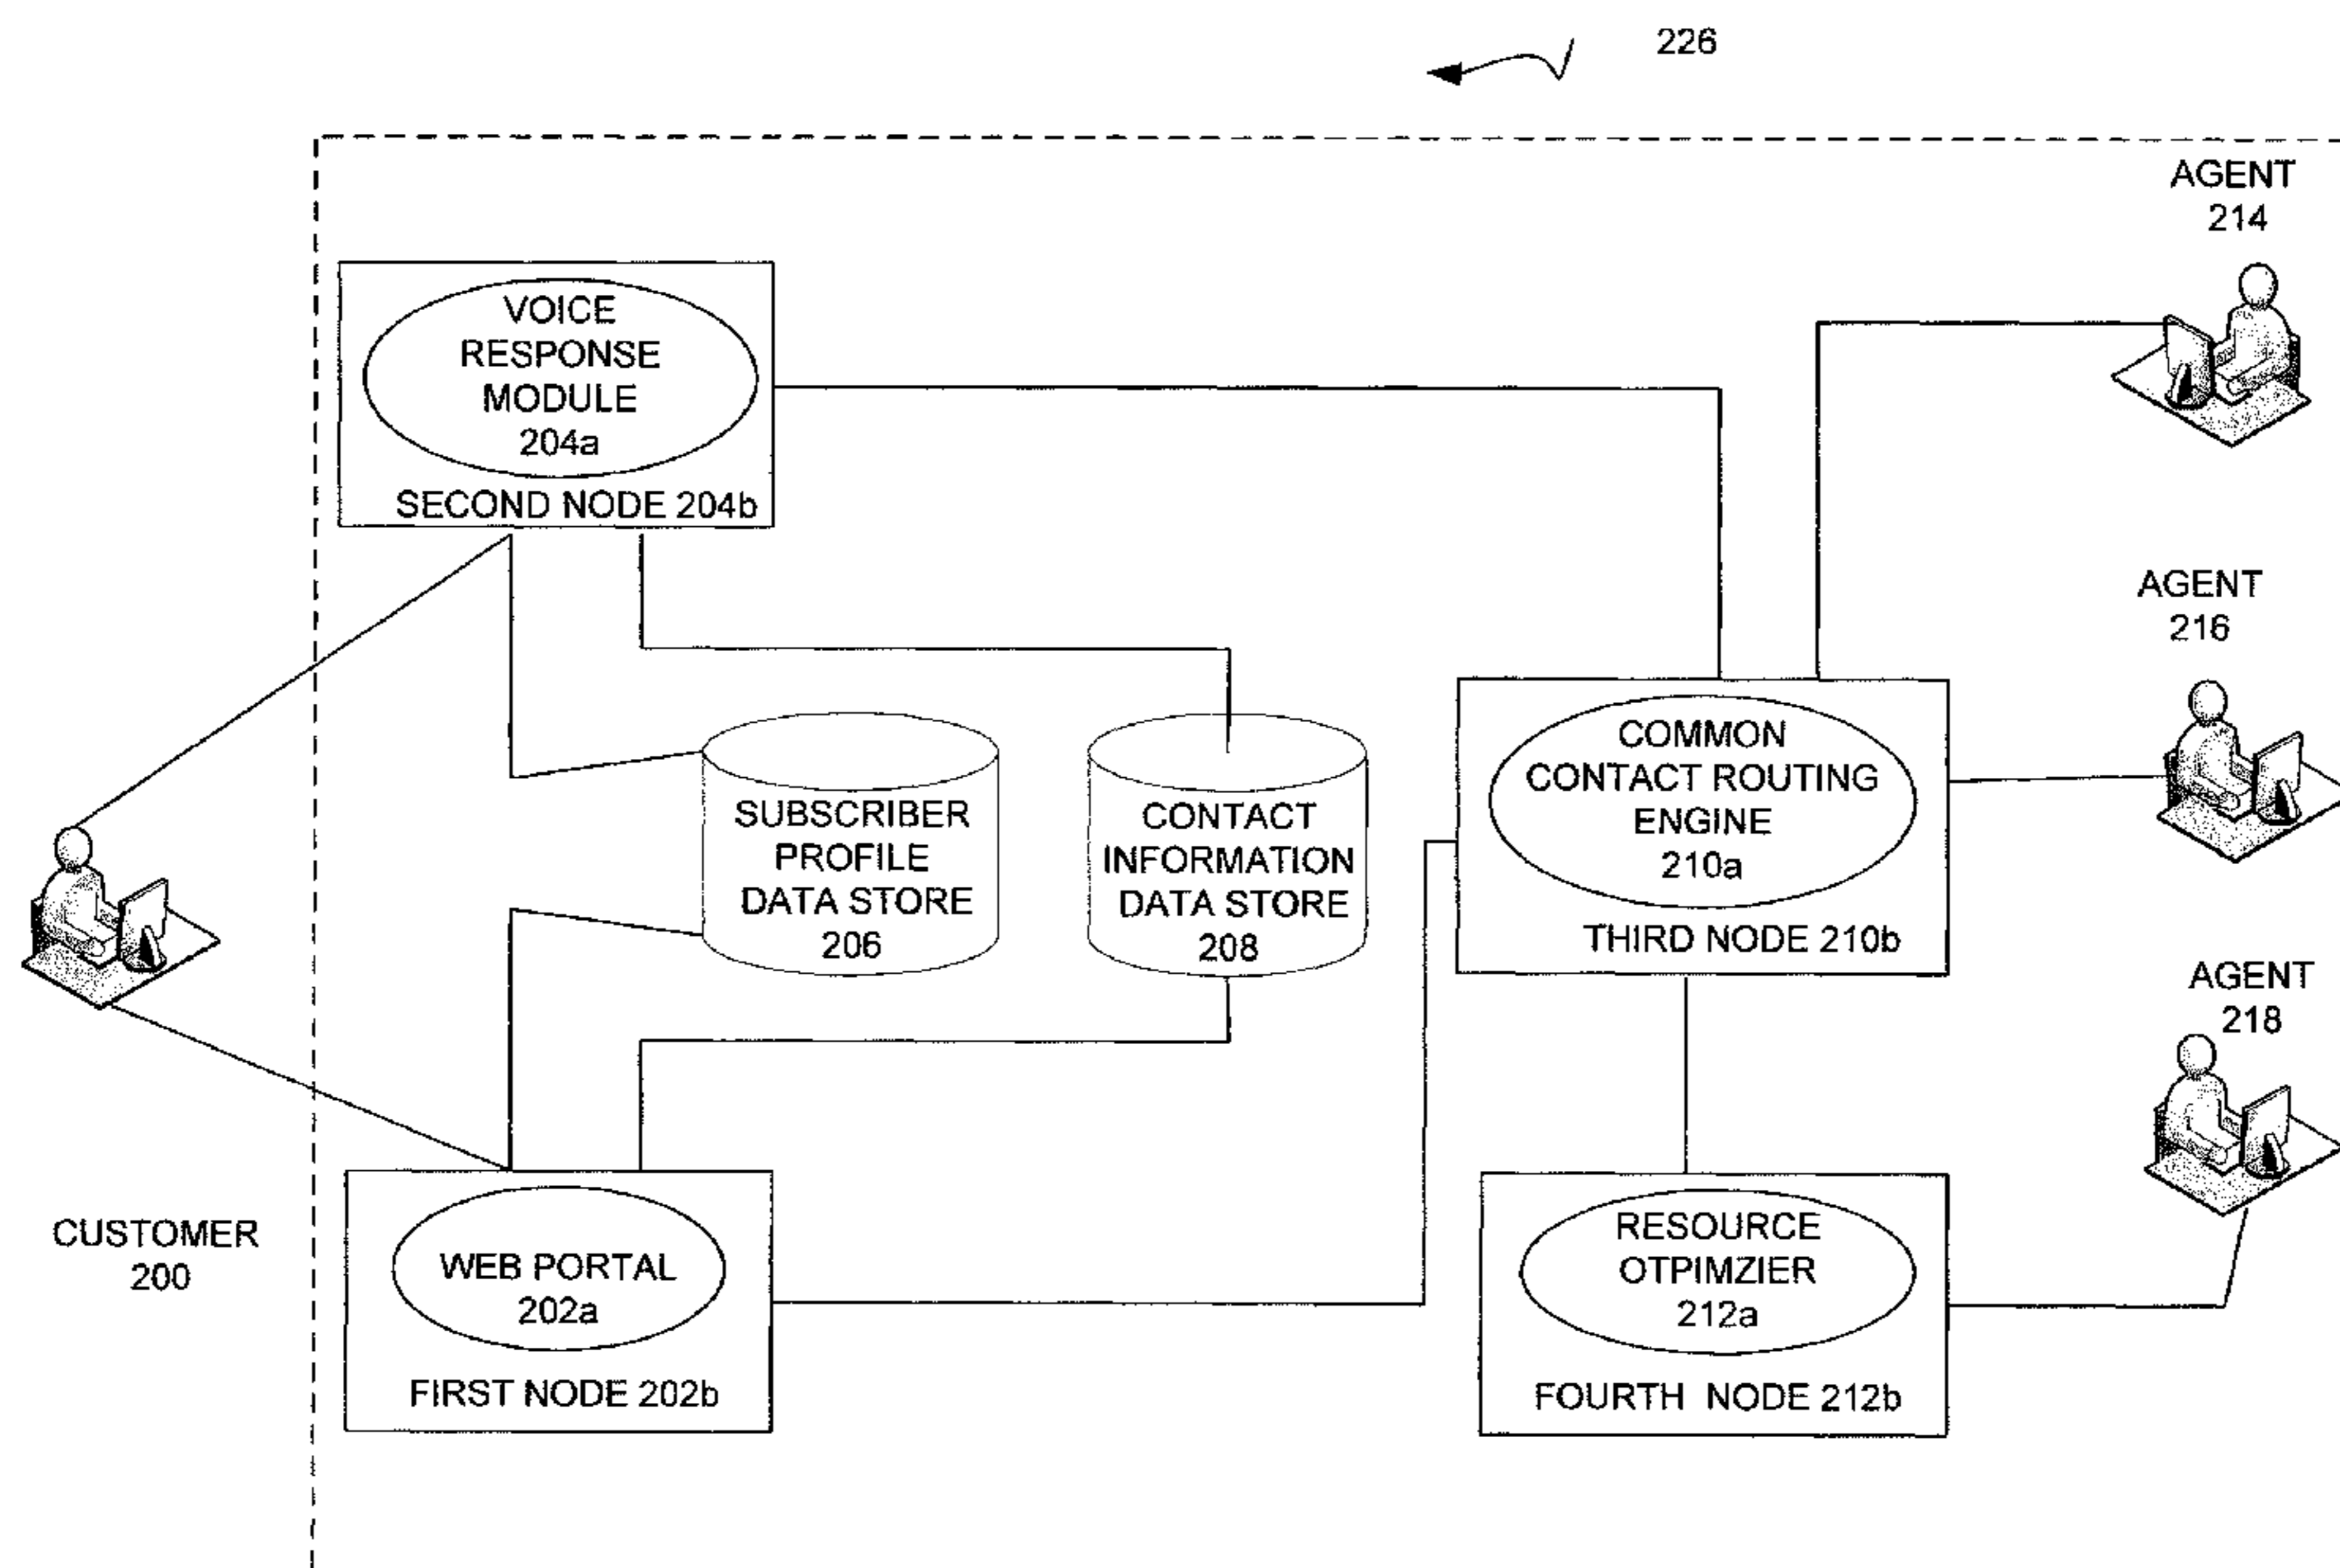 226
AGENT
214
VOICE
RESPONSE
MODULE
204a
SECOND NODE 204b
AGENT
216
COMMON
CONTACT ROUTING
ENGINE
210a
THIRD NODE 210b
SUBSCRIBER
PROFILE
DATA STORE
206
CONTACT
INFORMATION
DATA STORE
208
AGENT
218
CUSTOMER
200
WEB PORTAL
202a
FIRST NODE 202b
RESOURCE
OTPIMZIER
212a
FOURTH NODE 212b